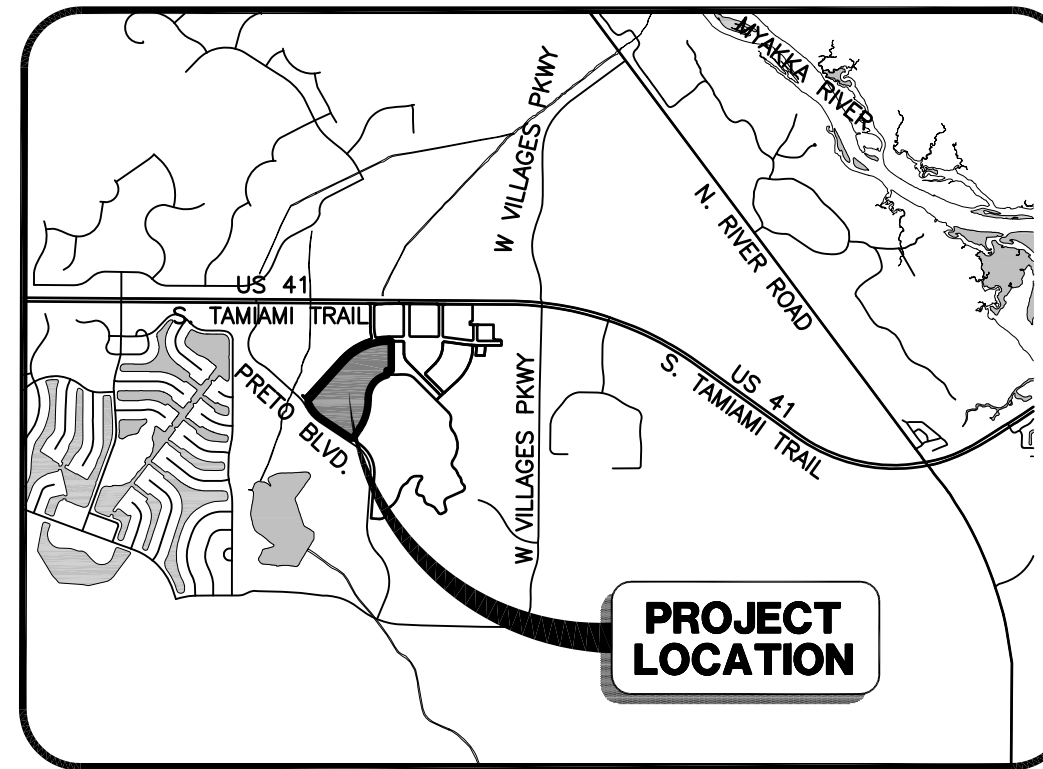 MYAKKA RIVER
W VILLAGES PKWY
N. RIVER ROAD
US 41
S. TAMIAMI TRAIL
PRETO BLVD.
W VILLAGES PKWY
US 41
S. TAMIAMI TRAIL
PROJECT
LOCATION